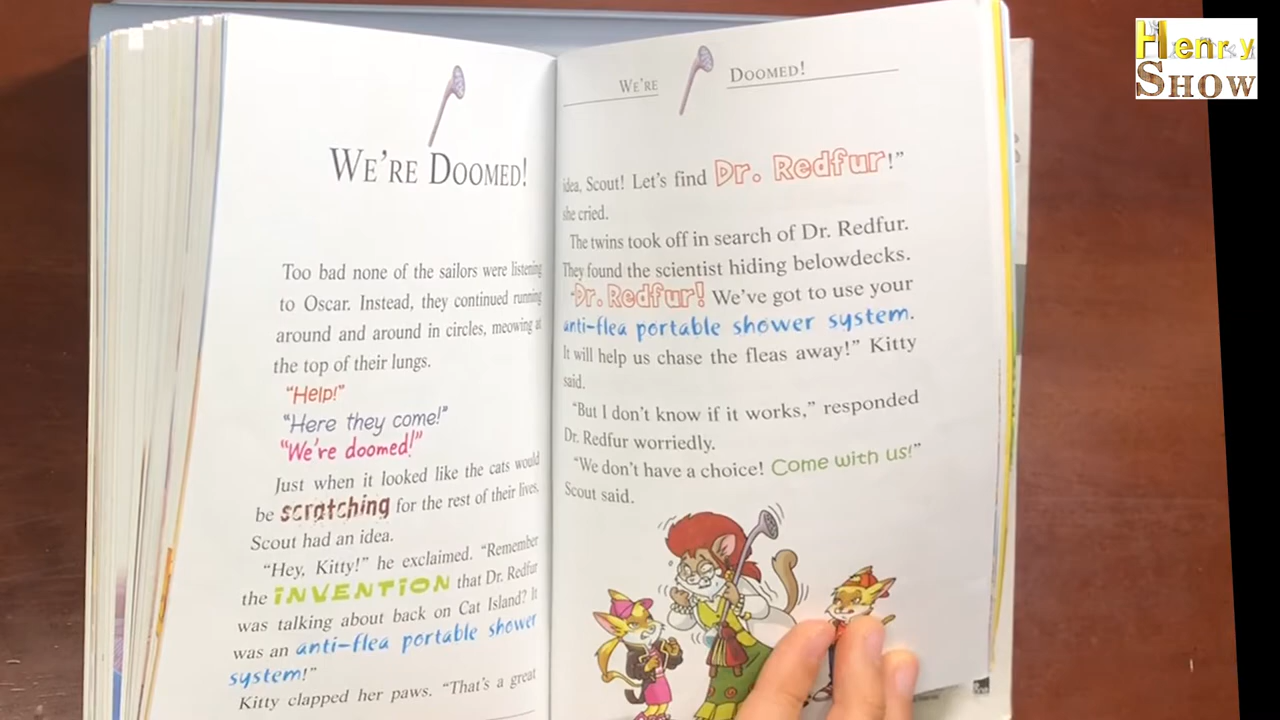 Henry
SHOW
WE'RE DOOMED!
Too bad none of the sailors were listening
to Oscar. Instead, they continued running
around and around in circles, meowing at
the top of their lungs.
"Help!"
"Here they come!"
"We're doomed!"
Just when it looked like the cats would
be scratching for the rest of their lives,
Scout had an idea.
"Hey, Kitty!" he exclaimed. "Remember
the INVENTION that Dr. Redfur
was talking about back on Cat Island? It
was an anti-flea portable shower
system!"
Kitty clapped her paws. "That's a great
WE'RE DOOMED!
idea, Scout! Let's find Dr. Redfur!"
she cried.
The twins took off in search of Dr. Redfur.
They found the scientist hiding belowdecks.
"Dr. Redfur! We've got to use your
anti-flea portable shower system.
It will help us chase the fleas away!" Kitty
said.
"But I don't know if it works," responded
Dr. Redfur worriedly.
"We don't have a choice! Come with us!"
Scout said.